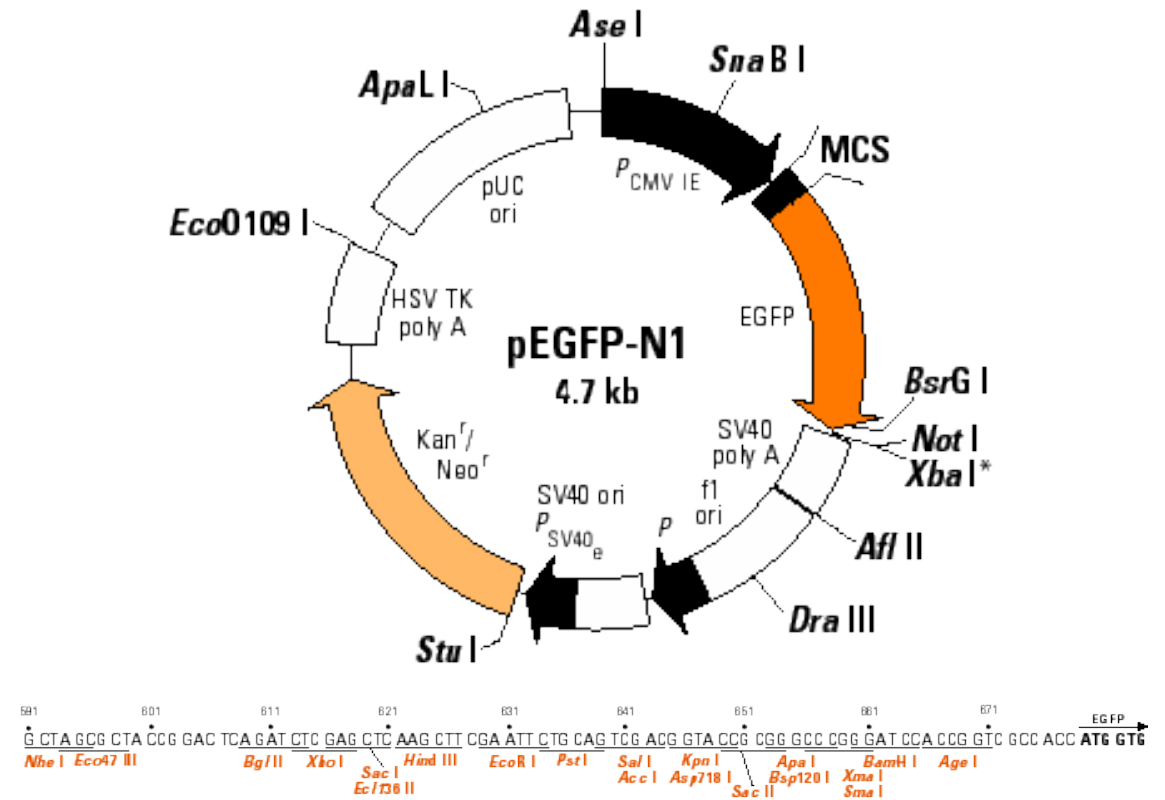 Ase I
SnaB I
ApaL I
MCS
P CMV IE
pUC
ori
EcoO109 I
HSV TK
poly A
EGFP
pEGFP-N1
4.7 kb
BsrG I
Not I
Xba I*
SV40
poly A
Kanr/
Neor
SV40 ori
P SV40e
f1
ori
P
Afl II
Dra III
Stu I
591 601 611 621 631 641 651 661 671 EGFP
G CTA GCG CTA CCG GAC TCA GAT CTC GAG CTC AAG CTT CGA ATT CTG CAG TCG ACG GTA CCG CGG GCC CGG GAT CCA CCG GTC GCC ACC ATG GTG
Nhe I Eco47 III Bgl II Xho I Hind III EcoR I Pst I Sal I Kpn I Apa I BamH I Age I
Sac I Acc I Asp718 I Bsp120 I Xma I
Ecl136 II Sac II Sma I